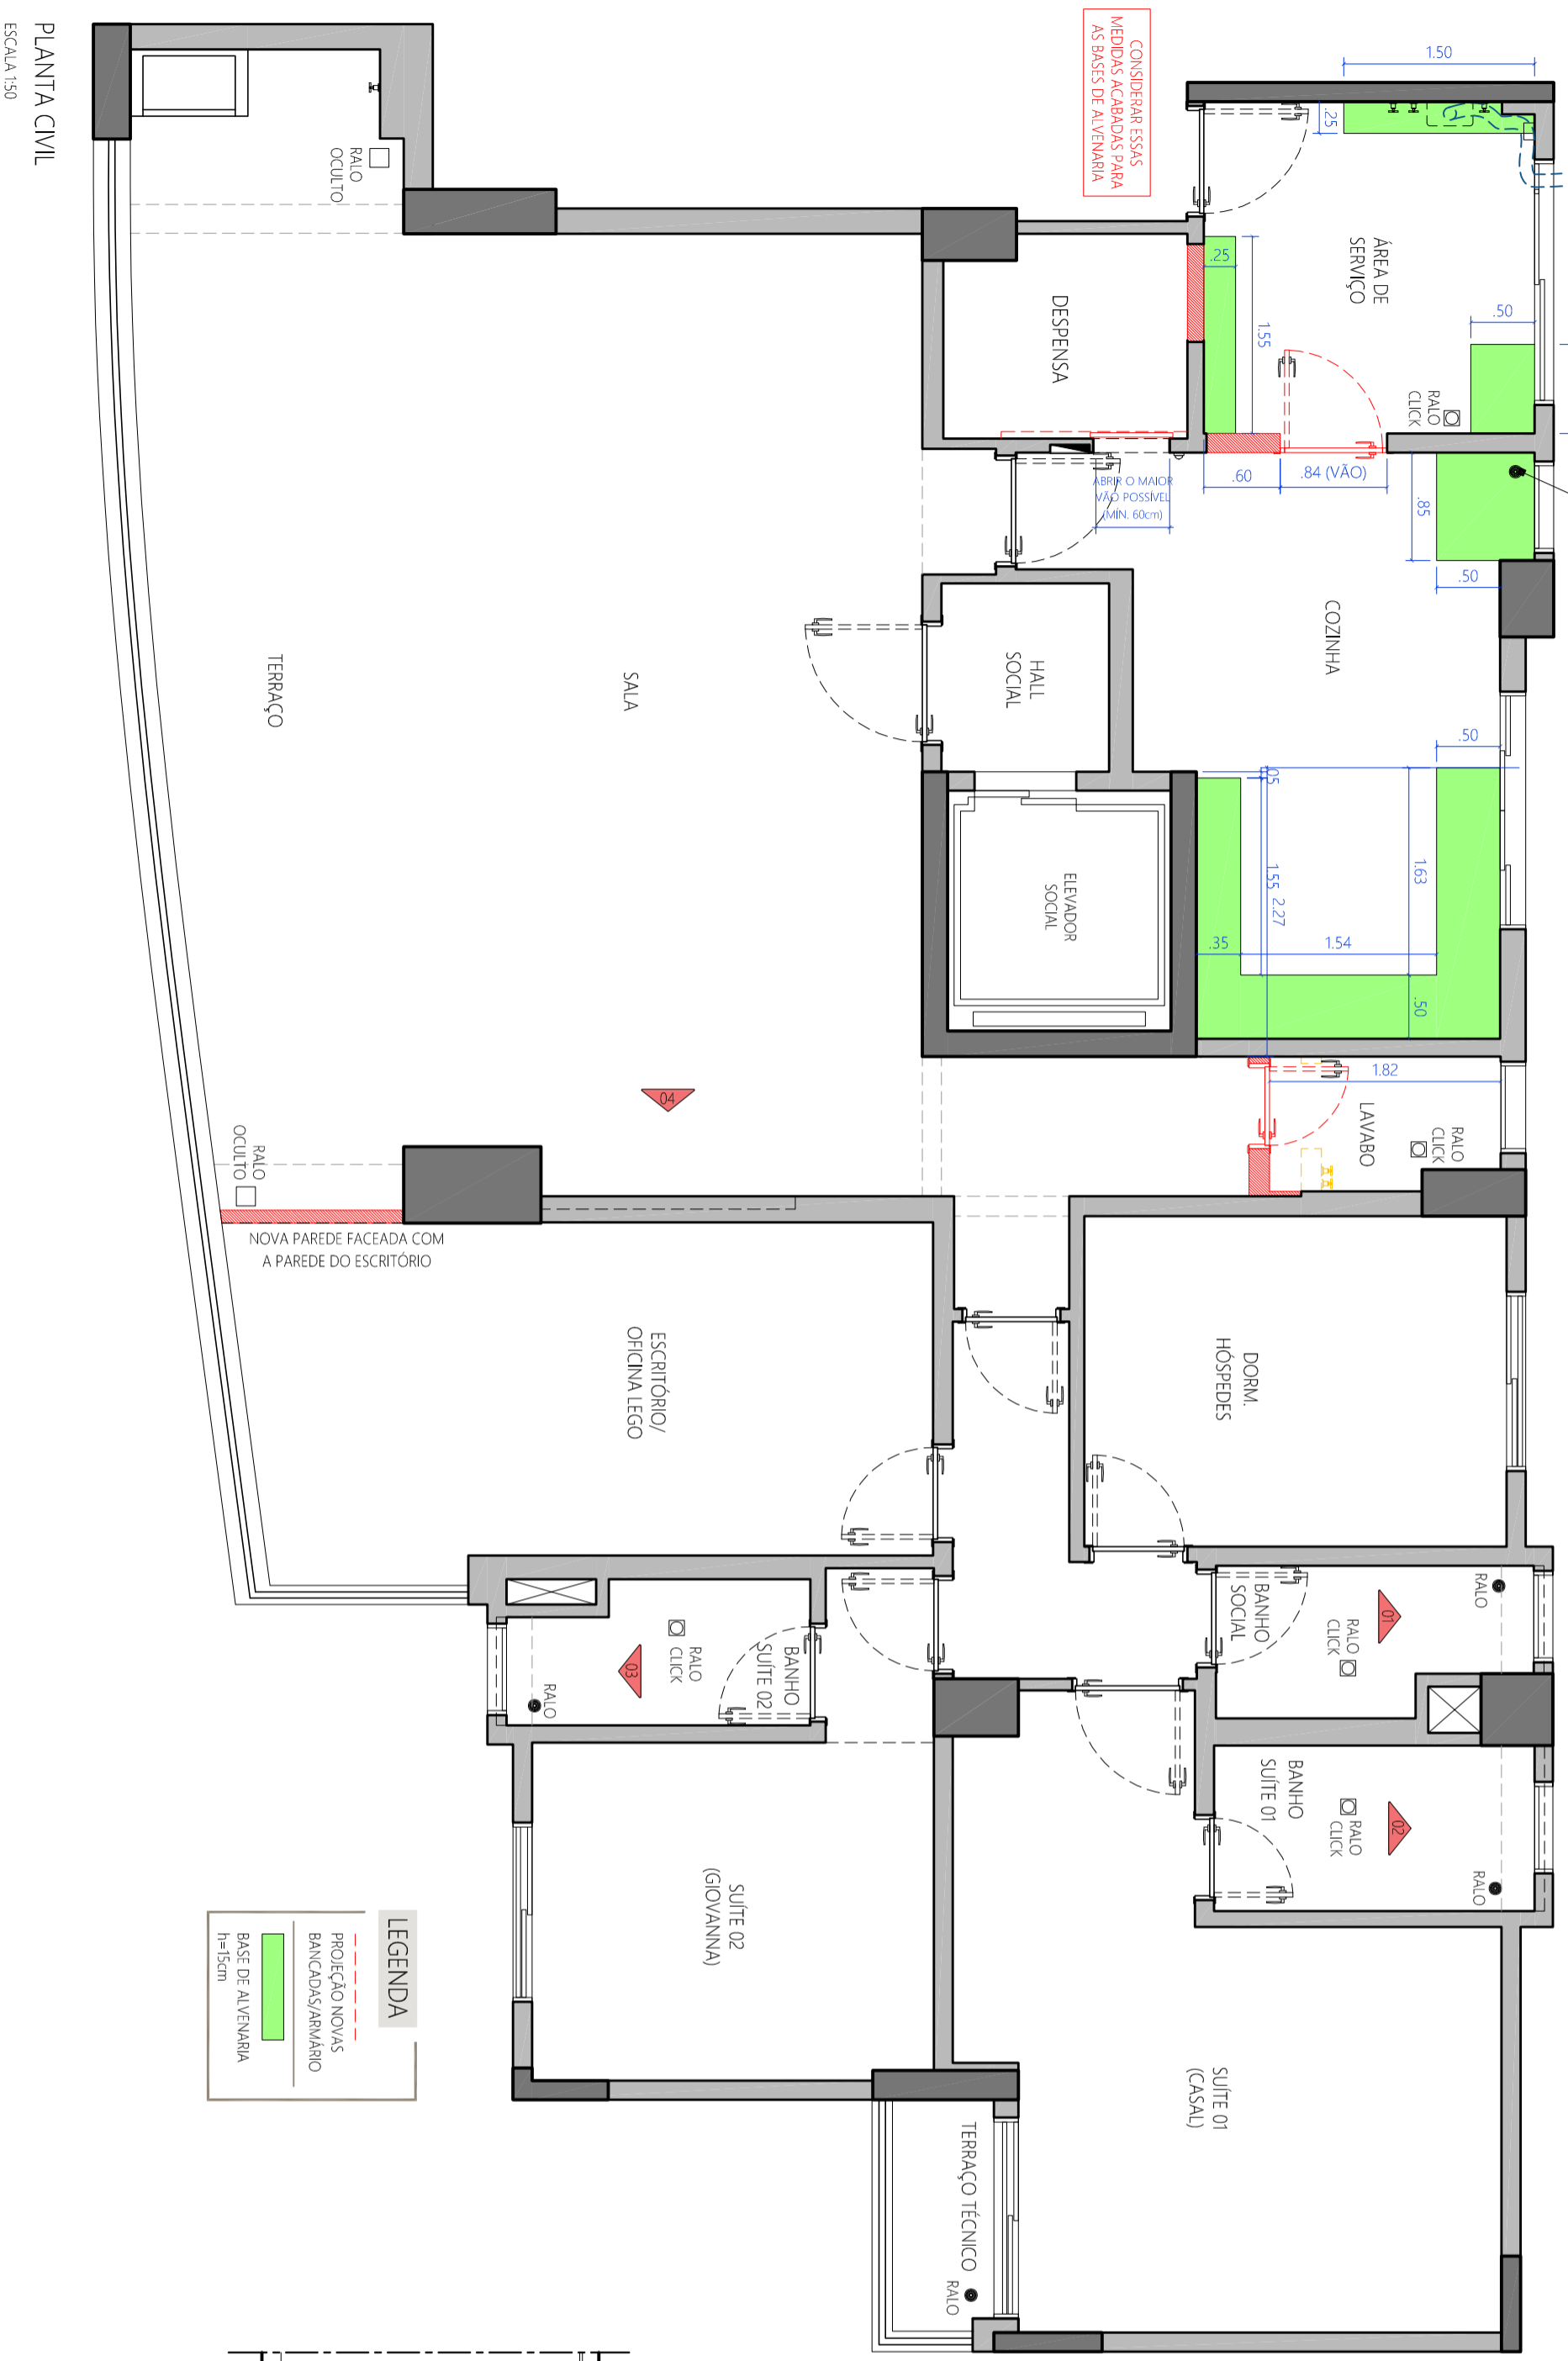 PLANTA CIVIL
ESCALA 1:50
CONSIDERAR ESSAS
MEDIDAS ACABADAS PARA
AS BASES DE ALVENARIA
1.50
.25
ÁREA DE
SERVIÇO
.50
.25
1.55
RALO
CLICK
DESPENSA
.60
.84 (VÃO)
.85
.50
ABRIR O MAIOR
VÃO POSSÍVEL
(MÍN. 60cm)
COZINHA
RALO
OCULTO
HALL
SOCIAL
SALA
TERRAÇO
.50
.05
1.63
1.55
2.27
.35
1.54
.50
ELEVADOR
SOCIAL
1.82
LAVABO
RALO
CLICK
04
RALO
OCULTO
NOVA PAREDE FACEADA COM
A PAREDE DO ESCRITÓRIO
ESCRITÓRIO/
OFICINA LEGO
DORM.
HÓSPEDES
RALO
BANHO
SOCIAL
01
RALO
CLICK
BANHO
SUÍTE 02
RALO
CLICK
03
RALO
BANHO
SUÍTE 01
RALO
CLICK
02
RALO
SUÍTE 02
(GIOVANNA)
SUÍTE 01
(CASAL)
TERRAÇO TÉCNICO
RALO
LEGENDA
PROJEÇÃO NOVAS
BANCADAS/ARMÁRIO
BASE DE ALVENARIA
h=15cm